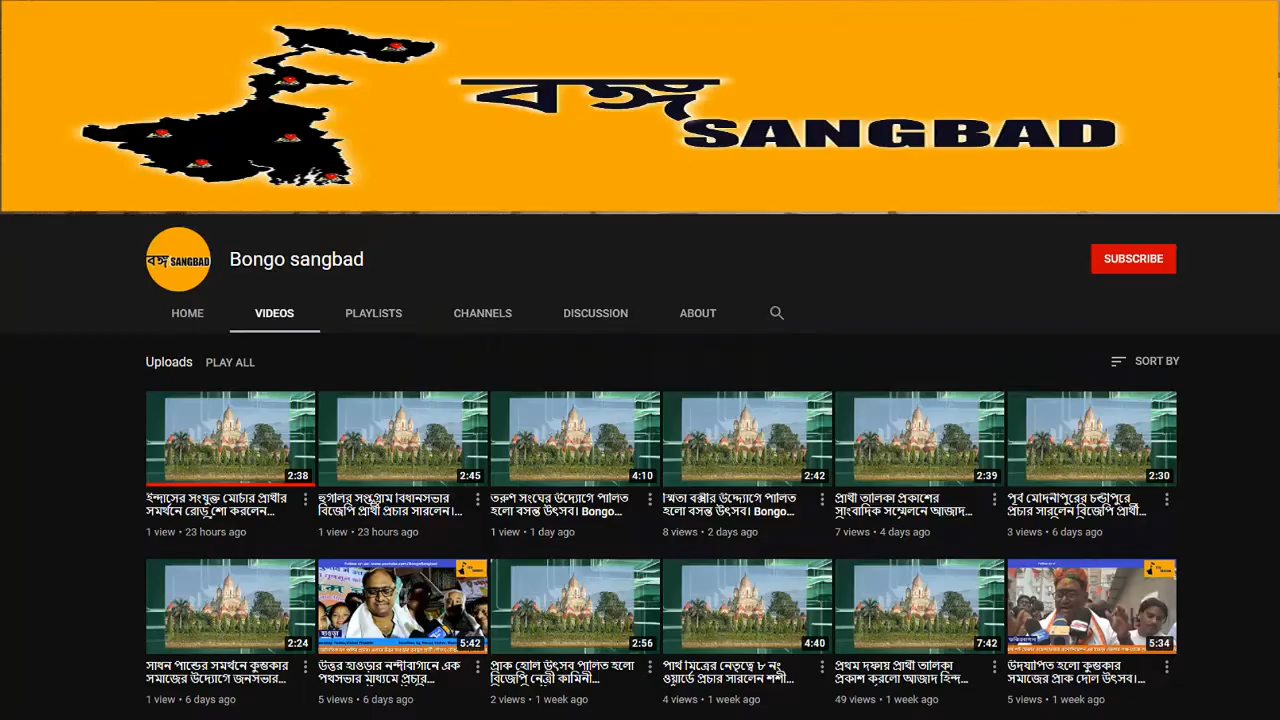 বঙ্গ
SANGBAD
বঙ্গ SANGBAD
Bongo sangbad
SUBSCRIBE
HOME VIDEOS PLAYLISTS CHANNELS DISCUSSION ABOUT
Uploads PLAY ALL SORT BY
2:38 2:45 4:10 2:42 2:39 2:30
ইন্দাসের সংযুক্ত মোর্চার প্রার্থীর
সমর্থনে রোড শো করলেন...
1 view • 23 hours ago
হুগলির সপ্তগ্রাম বিধানসভার
বিজেপি প্রার্থী প্রচার সারলেন।...
1 view • 23 hours ago
তরুণ সংঘের উদ্যোগে পালিত
হলো বসন্ত উৎসব। Bongo...
1 view • 1 day ago
স্মিতা বক্সীর উদ্দ্যোগে পালিত
হলো বসন্ত উৎসব। Bongo...
8 views • 2 days ago
প্রার্থী তালিকা প্রকাশের
সাংবাদিক সম্মেলনে আজাদ...
7 views • 4 days ago
পূর্ব মেদিনীপুরের চন্ডীপুরে
প্রচার সারলেন বিজেপি প্রার্থী...
3 views • 6 days ago
2:24 5:42 2:56 4:40 7:42 5:34
সাধন পান্ডের সমর্থনে কুম্ভকার
সমাজের উদ্যোগে জনসভার...
1 view • 6 days ago
হাওড়া
উত্তর হাওড়ার নন্দীবাগানে এক
পথসভার মাধ্যমে প্রচার...
5 views • 6 days ago
প্রাক হোলি উৎসব পালিত হলো
বিজেপি নেত্রী কামিনী...
2 views • 1 week ago
পার্থ মিত্রের নেতৃত্বে ৮ নং
ওয়ার্ডে প্রচার সারলেন শশী...
4 views • 1 week ago
প্রথম দফায় প্রার্থী তালিকা
প্রকাশ করলো আজাদ হিন্দ...
49 views • 1 week ago
উদযাপিত হলো কুম্ভকার
সমাজের প্রাক দোল উৎসব।...
5 views • 1 week ago